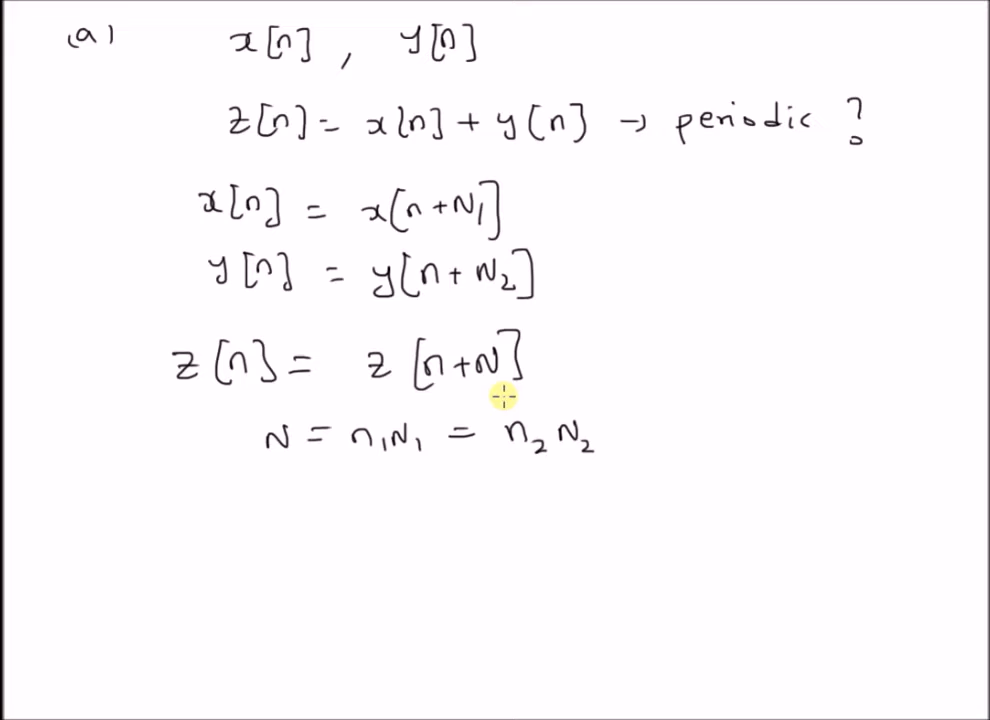 (a) x[n] , y[n]
z[n] = x[n] + y[n] → periodic ?
x[n] = x[n+N₁]
y[n] = y[n+N₂]
z[n] = z[n+N]
N = n₁N₁ = n₂N₂